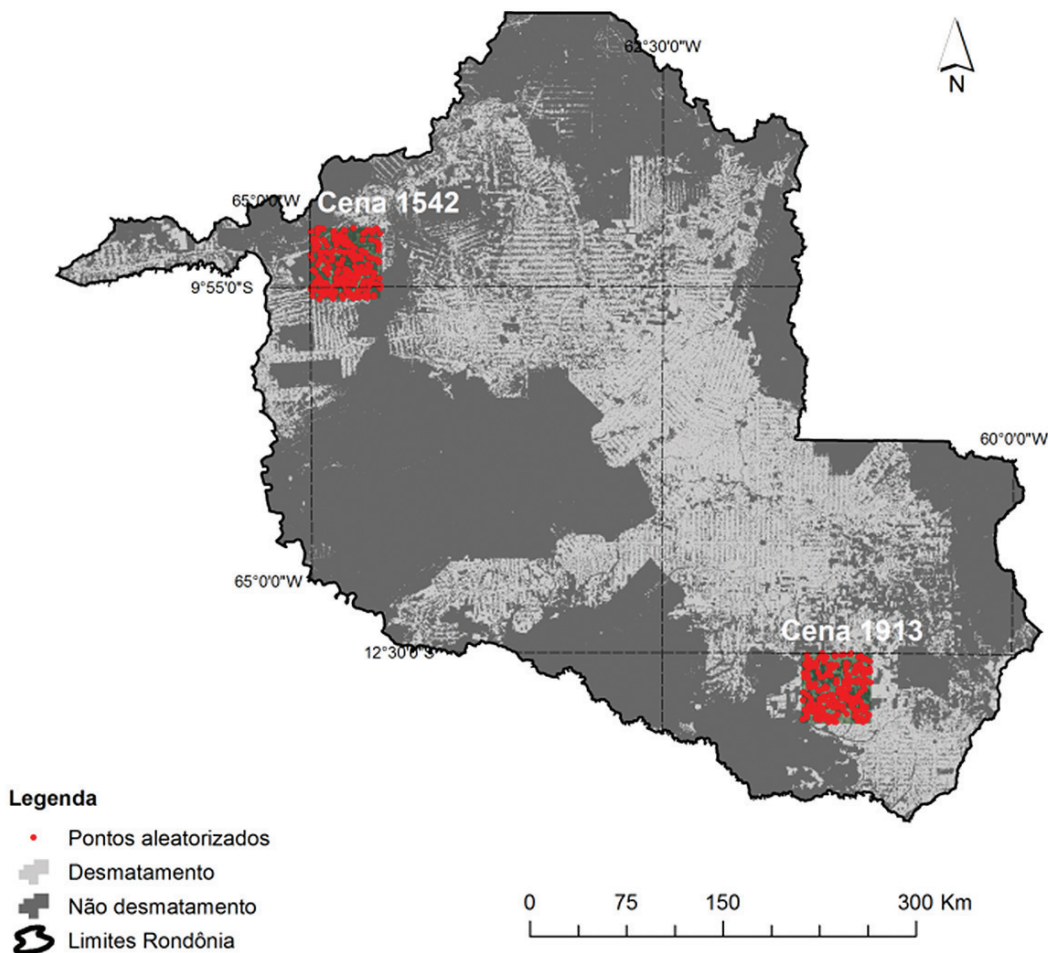 62°30'0"W
N
65°0'0"W
Cena 1542
9°55'0"S
60°0'0"W
65°0'0"W
Cena 1913
12°30'0"S
Legenda
Pontos aleatorizados
Desmatamento
Não desmatamento
Limites Rondônia
0 75 150 300 Km